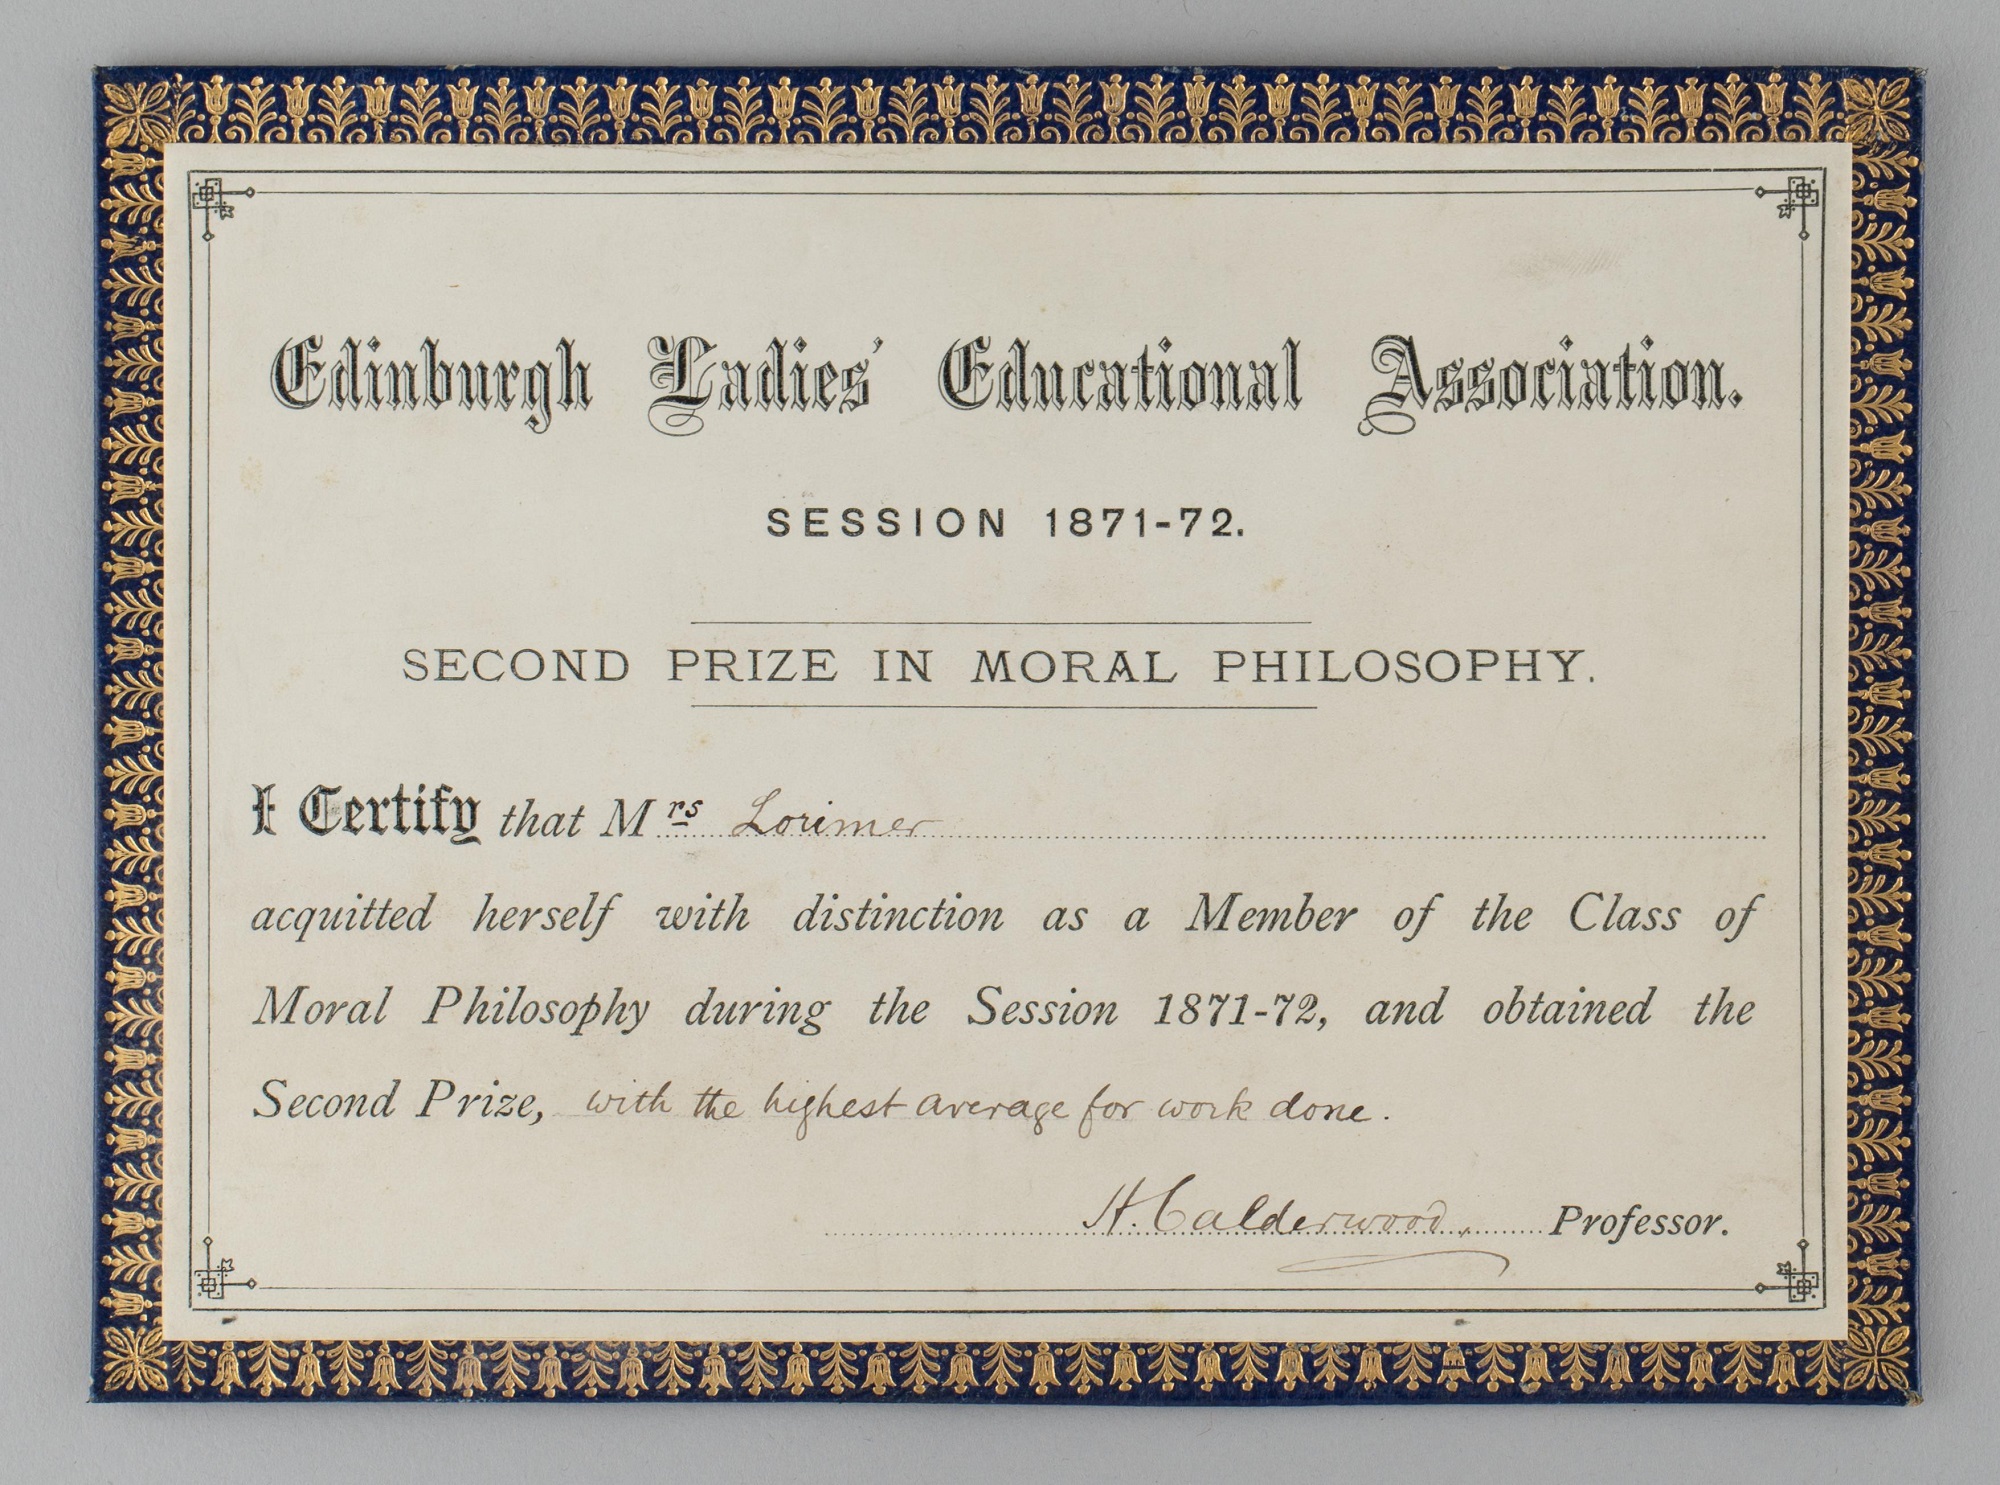 Edinburgh Ladies' Educational Association.
SESSION 1871-72.
SECOND PRIZE IN MORAL PHILOSOPHY.
I Certify that Mrs Lorimer
acquitted herself with distinction as a Member of the Class of
Moral Philosophy during the Session 1871-72, and obtained the
Second Prize, with the highest average for work done.
H. Calderwood, Professor.